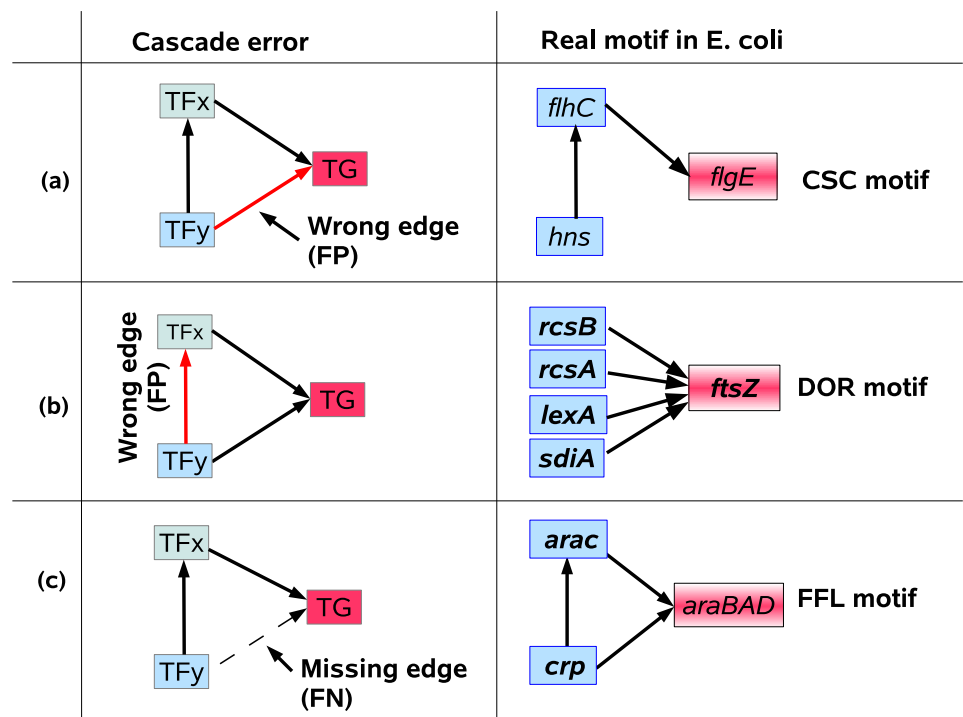 Cascade error
Real motif in E. coli
(a)
TFx
TG
TFy
Wrong edge
(FP)
flhC
flgE
hns
CSC motif
(b)
Wrong edge
(FP)
TFx
TG
TFy
rcsB
rcsA
lexA
sdiA
ftsZ
DOR motif
(c)
TFx
TG
TFy
Missing edge
(FN)
arac
araBAD
crp
FFL motif